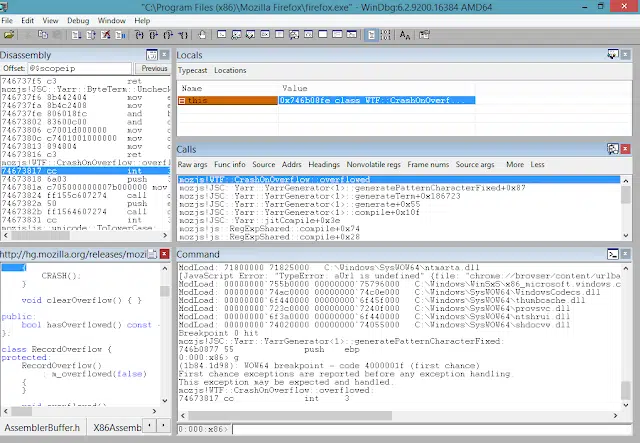 "C:\Program Files (x86)\Mozilla Firefox\firefox.exe" - WinDbg:6.2.9200.16384 AMD64
File Edit View Debug Window Help
Disassembly
Offset: @$scopeip Previous
746737f5 c3 ret
mozjs!JSC::Yarr::ByteTerm::Uncheck
746737f6 8b442404 mov e
746737fa 8b4c2408 mov e
746737fe 806018fc and b
74673802 83600c00 and d
74673806 c7001d000000 mov d
7467380c c7401001000000 mov d
74673813 894804 mov d
74673816 c3 ret
mozjs!WTF::CrashOnOverflow::overfl
74673817 cc int 3
74673818 6a03 push
7467381a c705000000007b000000 mov
74673824 ff155c607274 call d
7467382a 50 push e
7467382b ff1564607274 call d
74673831 cc int 3
mozjs!js::unicode::ToLowerCase:
Locals
Typecast Locations
Name Value
this 0x746b08fe class WTF::CrashOnOverf...
Calls
Raw args Func info Source Addrs Headings Nonvolatile regs Frame nums Source args More Less
mozjs!WTF::CrashOnOverflow::overflowed
mozjs!JSC::Yarr::YarrGenerator<1>::generatePatternCharacterFixed+0x87
mozjs!JSC::Yarr::YarrGenerator<1>::generateTerm+0x186723
mozjs!JSC::Yarr::YarrGenerator<1>::generate+0x55
mozjs!JSC::Yarr::YarrGenerator<1>::compile+0x10f
mozjs!JSC::Yarr::jitCompile+0x3e
mozjs!js::RegExpShared::compile+0x74
mozjs!js::RegExpShared::compile+0x28
http://hg.mozilla.org/releases/mozil
{
CRASH();
}
void clearOverflow() { }
public:
bool hasOverflowed() const
};
class RecordOverflow {
protected:
RecordOverflow()
: m_overflowed(false)
{
}
AssemblerBuffer.h X86Assemb
Command
ModLoad: 71800000 71825000 C:\Windows\SysWOW64\ntmarta.dll
[JavaScript Error: "TypeError: aUrl is undefined" {file: "chrome://browser/content/urlba
ModLoad: 00000000`755b0000 00000000`75796000 C:\Windows\WinSxS\x86_microsoft.windows.c
ModLoad: 00000000`74ac0000 00000000`74c0e000 C:\Windows\SysWOW64\WindowsCodecs.dll
ModLoad: 00000000`6f440000 00000000`6f45f000 C:\Windows\SysWOW64\thumbcache.dll
ModLoad: 00000000`723c0000 00000000`7240f000 C:\Windows\SysWOW64\provsvc.dll
ModLoad: 00000000`6f3a0000 00000000`6f440000 C:\Windows\SysWOW64\ntshrui.dll
ModLoad: 00000000`74020000 00000000`74055000 C:\Windows\SysWOW64\shdocvw.dll
Breakpoint 0 hit
mozjs!JSC::Yarr::YarrGenerator<1>::generatePatternCharacterFixed:
746b0877 55 push ebp
0:000:x86> g
(1b84.1d98): WOW64 breakpoint - code 4000001f (first chance)
First chance exceptions are reported before any exception handling.
This exception may be expected and handled.
mozjs!WTF::CrashOnOverflow::overflowed:
74673817 cc int 3
0:000:x86>